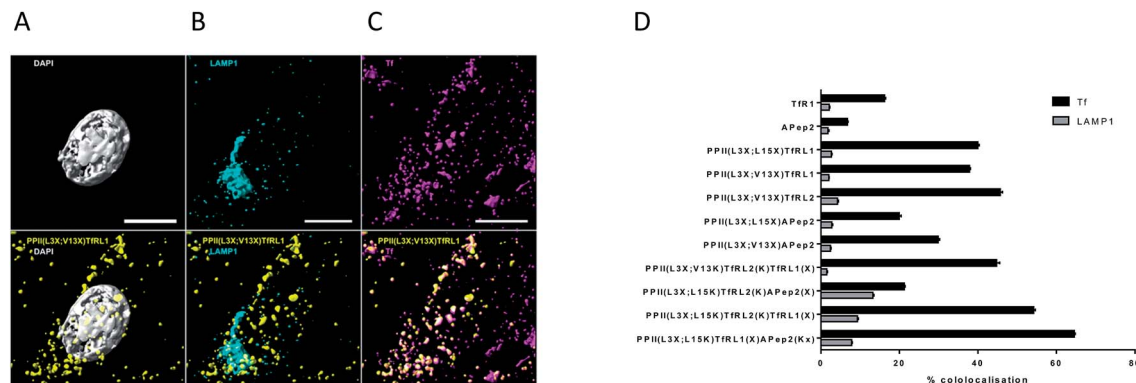 A
B
C
D
DAPI
LAMP1
Tf
PPII(L3X;V13X)TfRL1
DAPI
PPII(L3X;V13X)TfRL1
LAMP1
PPII(L3X;V13X)TfRL1
Tf
TfR1
APep2
PPII(L3X;L15X)TfRL1
PPII(L3X;V13X)TfRL1
PPII(L3X;V13X)TfRL2
PPII(L3X;L15X)APep2
PPII(L3X;V13X)APep2
PPII(L3X;V13K)TfRL2(K)TfRL1(X)
PPII(L3X;L15K)TfRL2(K)APep2(X)
PPII(L3X;L15K)TfRL2(K)TfRL1(X)
PPII(L3X;L15K)TfRL1(X)APep2(Kx)
Tf
LAMP1
0
20
40
60
80
% cololocalisation